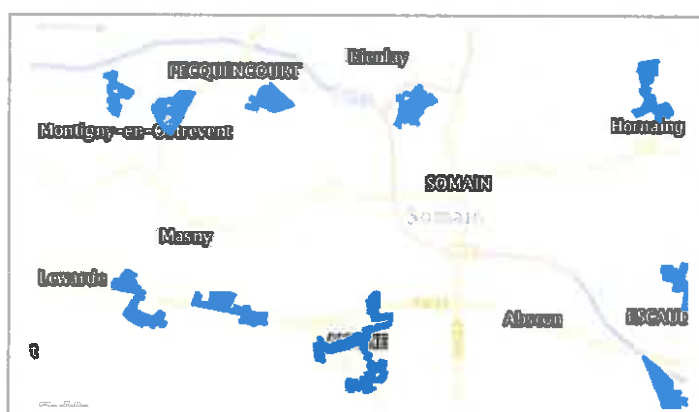 Rieulay
PECQUENCOURT
Montigny-en-Ostrevent
Hornaing
SOMAIN
Somain
Masny
Lewarde
Abscon
ESCAUD